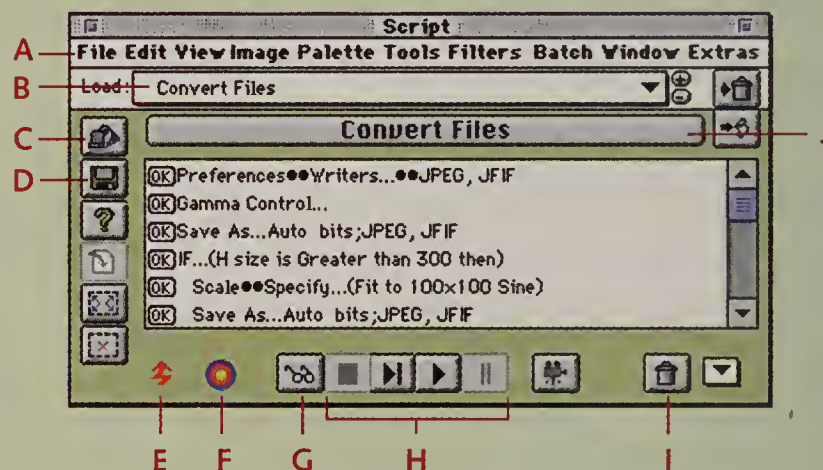 Script
A File Edit View Image Palette Tools Filters Batch Window Extras
B Load Convert Files
C Convert Files
D
OK Preferences●●Writers...●●JPEG, JFIF
OK Gamma Control...
OK Save As...Auto bits;JPEG, JFIF
OK IF...(H size is Greater than 300 then)
OK Scale●●Specify...(Fit to 100x100 Sine)
OK Save As...Auto bits;JPEG, JFIF
E F G H I